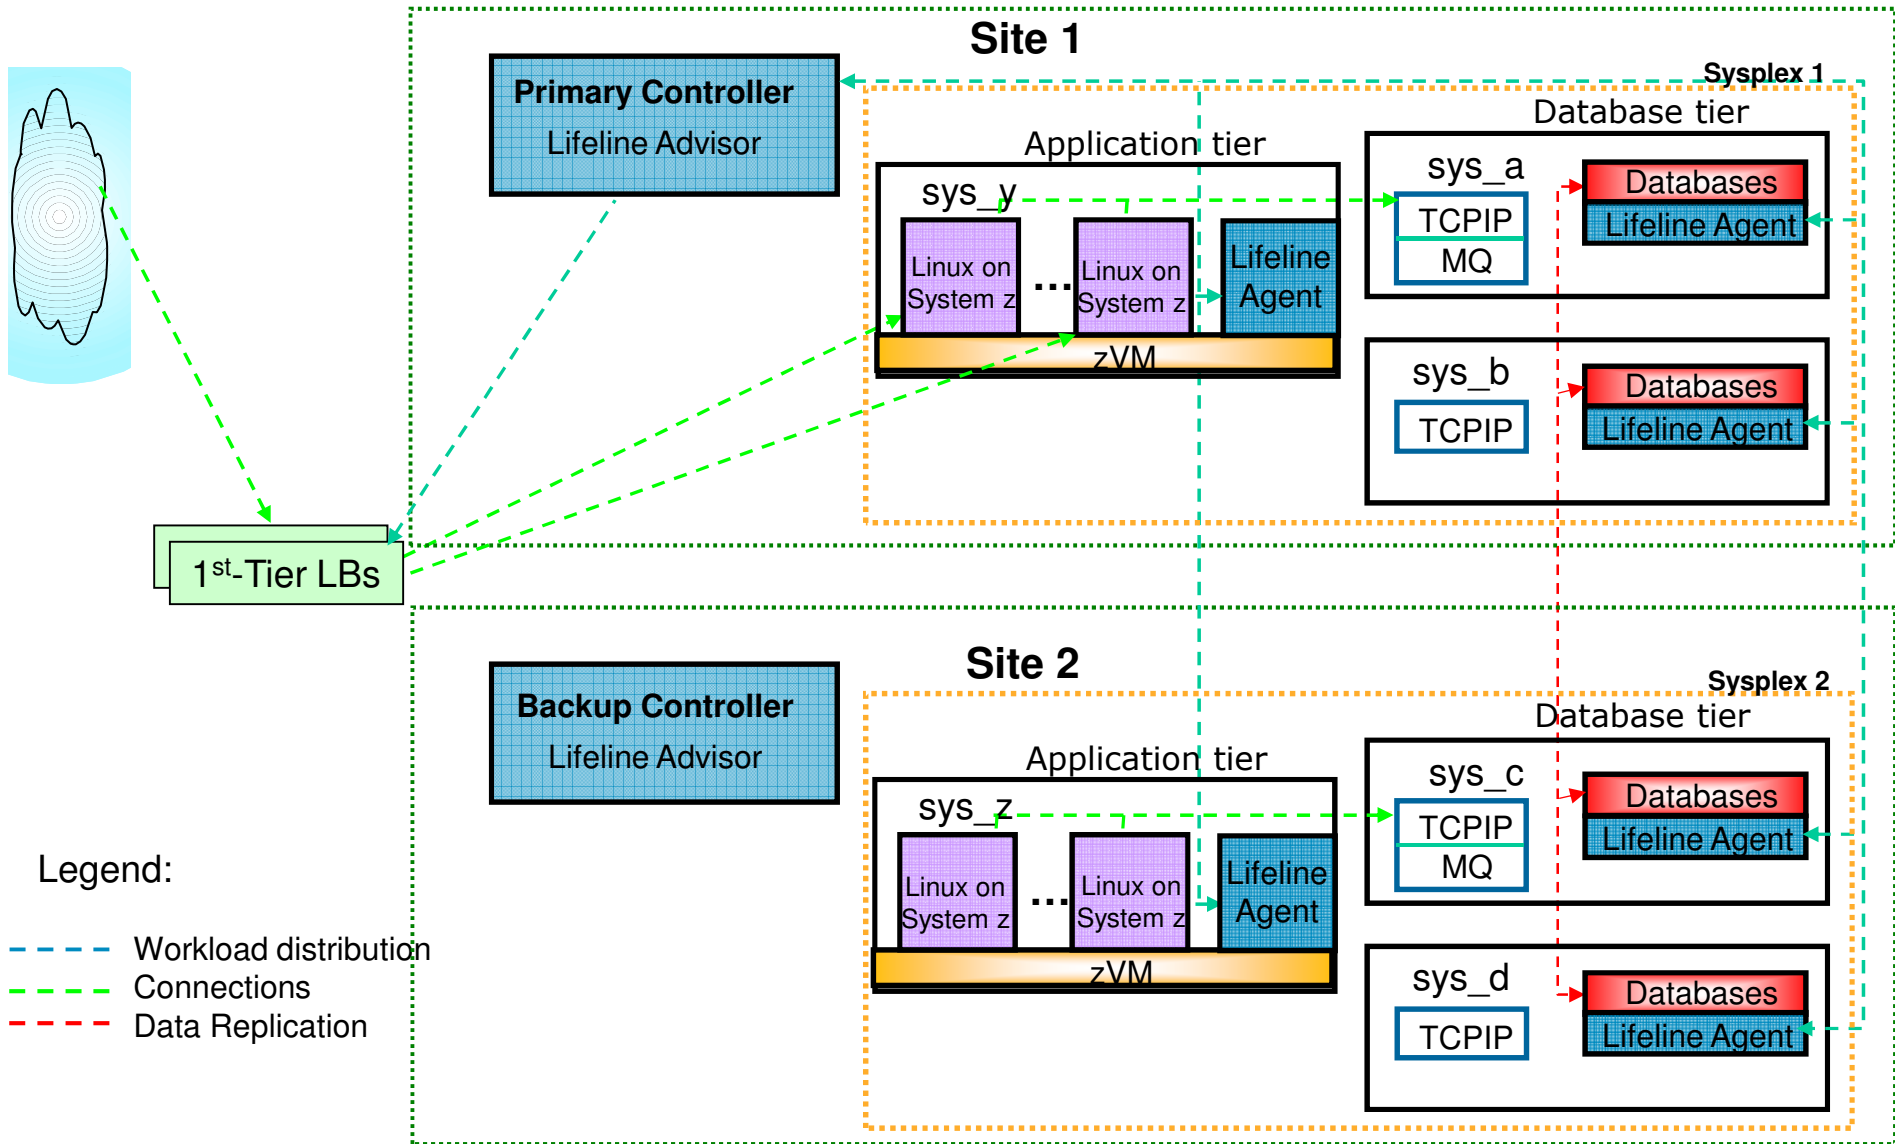 Site 1
Sysplex 1
Primary Controller
Lifeline Advisor
Application tier
Database tier
sys_y
Linux on
System z
...
Linux on
System z
Lifeline
Agent
zVM
sys_a
TCPIP
MQ
Databases
Lifeline Agent
sys_b
TCPIP
Databases
Lifeline Agent
1st-Tier LBs
Site 2
Sysplex 2
Backup Controller
Lifeline Advisor
Application tier
Database tier
sys_z
Linux on
System z
...
Linux on
System z
Lifeline
Agent
zVM
sys_c
TCPIP
MQ
Databases
Lifeline Agent
sys_d
TCPIP
Databases
Lifeline Agent
Legend:
Workload distribution
Connections
Data Replication